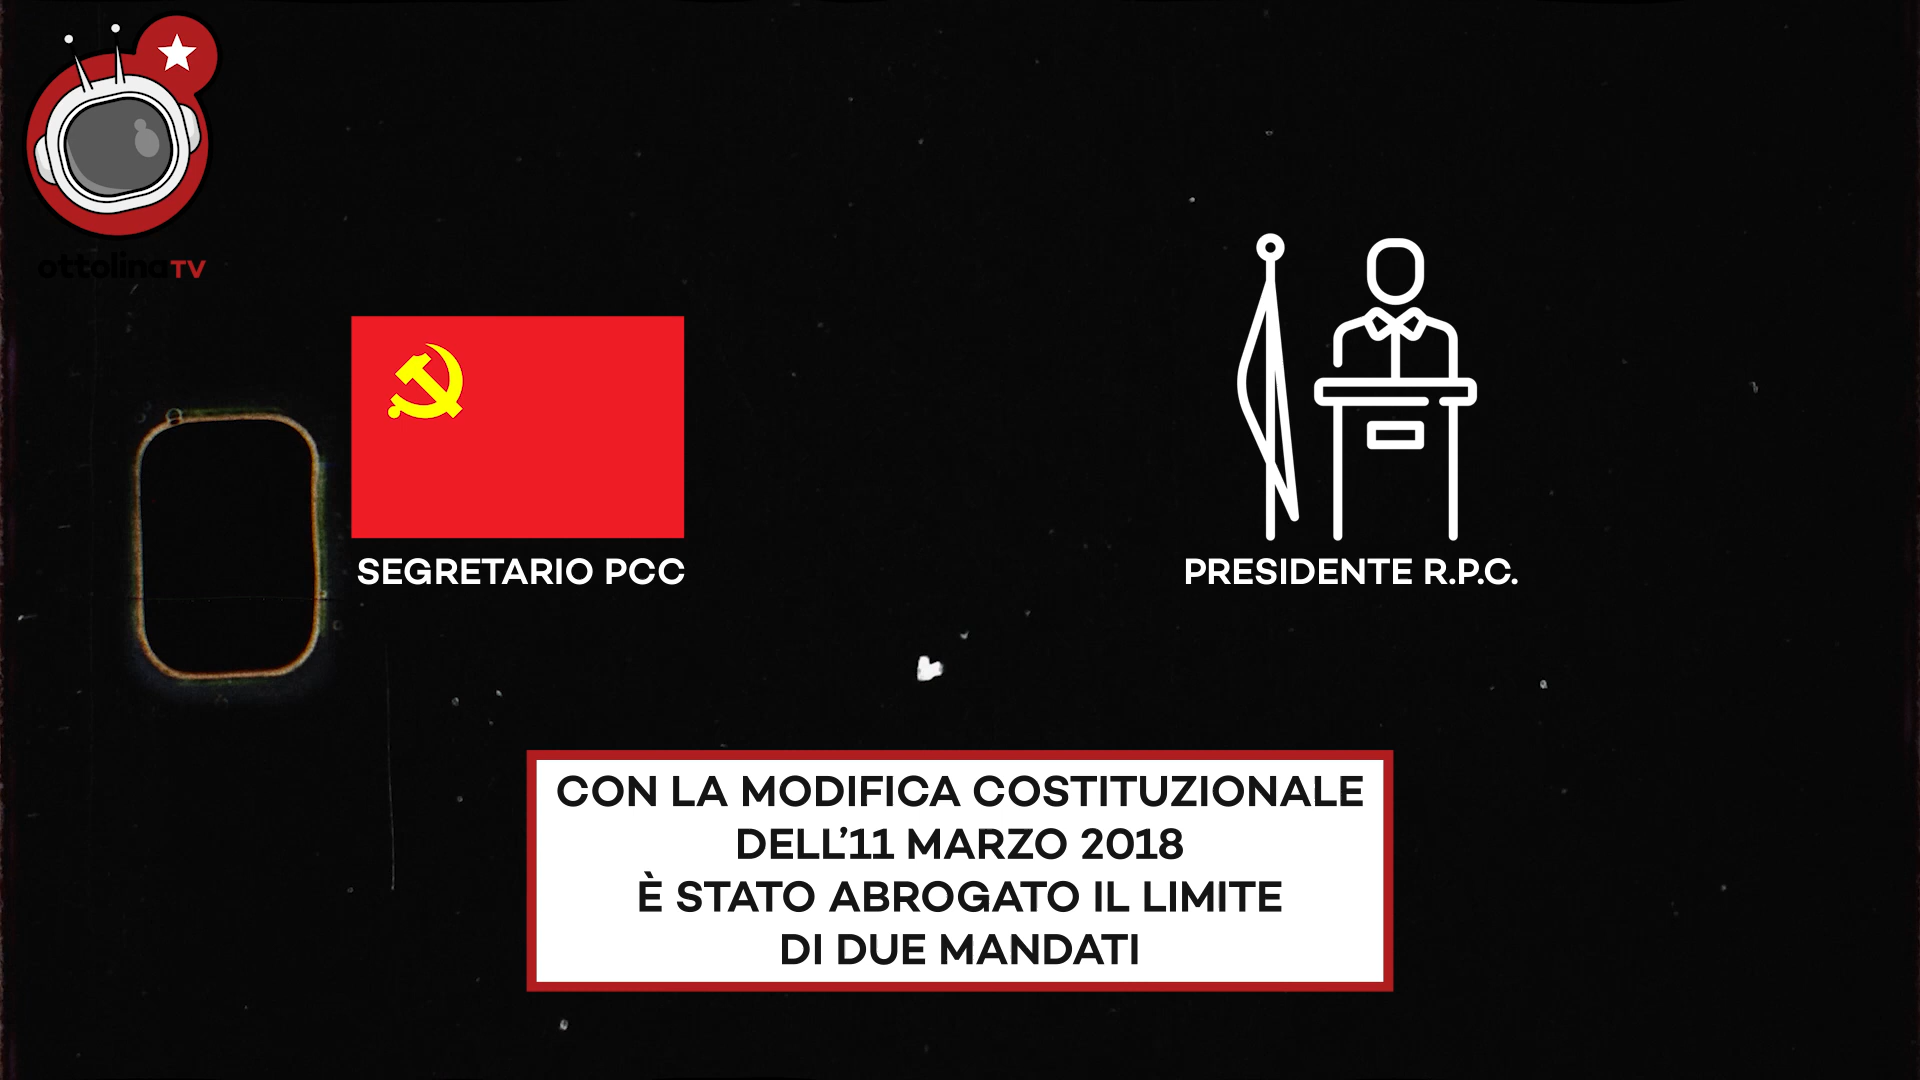 ottolinaTV
SEGRETARIO PCC
PRESIDENTE R.P.C.
CON LA MODIFICA COSTITUZIONALE
DELL’11 MARZO 2018
È STATO ABROGATO IL LIMITE
DI DUE MANDATI